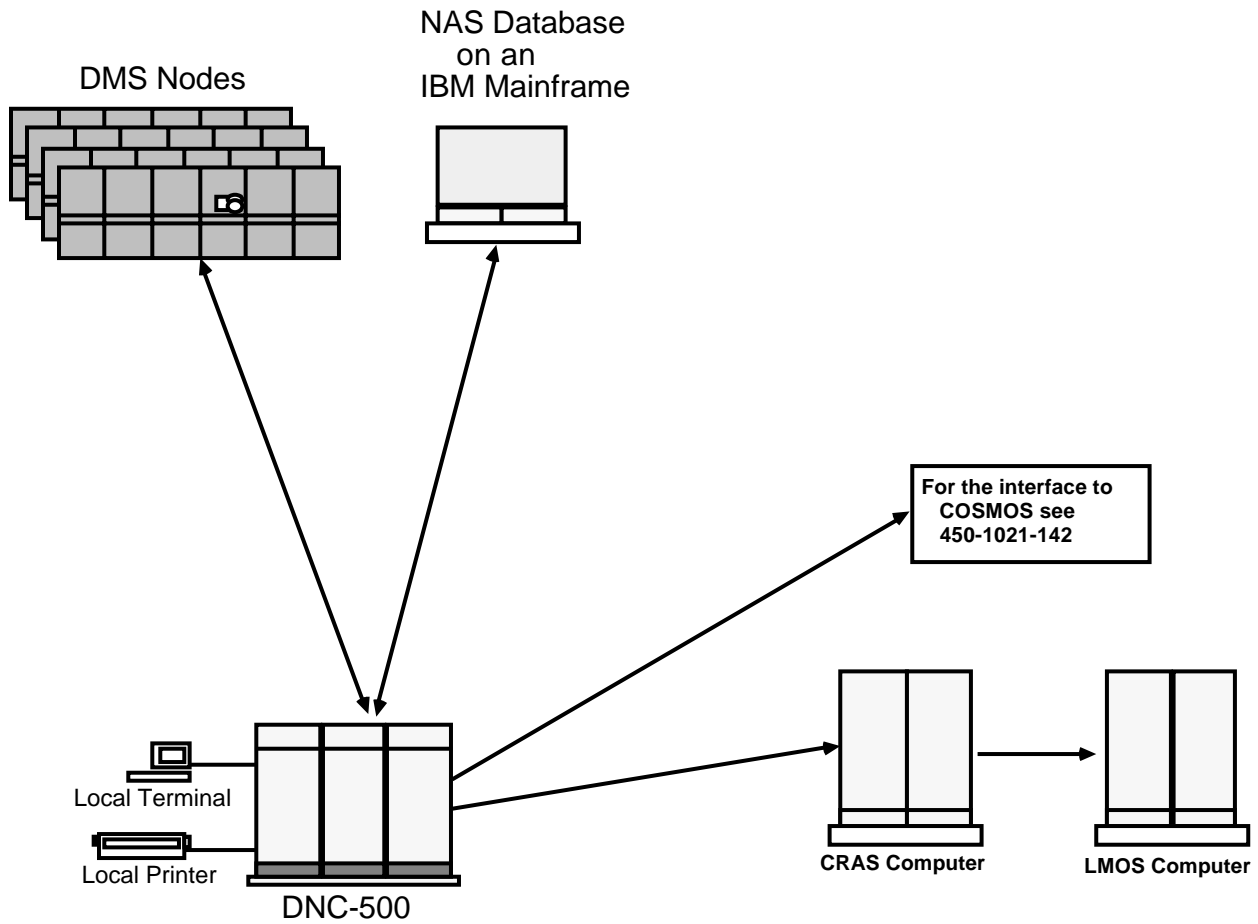 NAS Database
on an
IBM Mainframe
DMS Nodes
For the interface to
COSMOS see
450-1021-142
Local Terminal
Local Printer
DNC-500
CRAS Computer
LMOS Computer